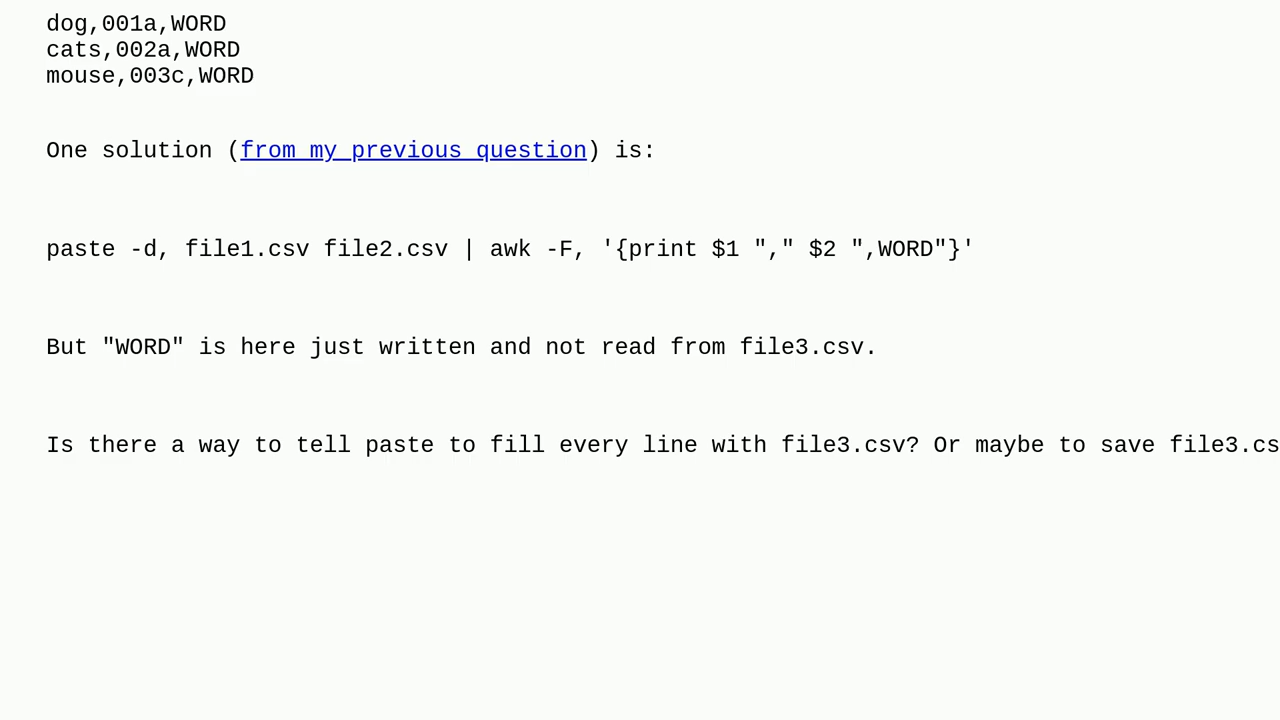 dog,001a,WORD
cats,002a,WORD
mouse,003c,WORD
One solution (from my previous question) is:
paste -d, file1.csv file2.csv | awk -F, '{print $1 "," $2 ",WORD"}'
But "WORD" is here just written and not read from file3.csv.
Is there a way to tell paste to fill every line with file3.csv? Or maybe to save file3.cs